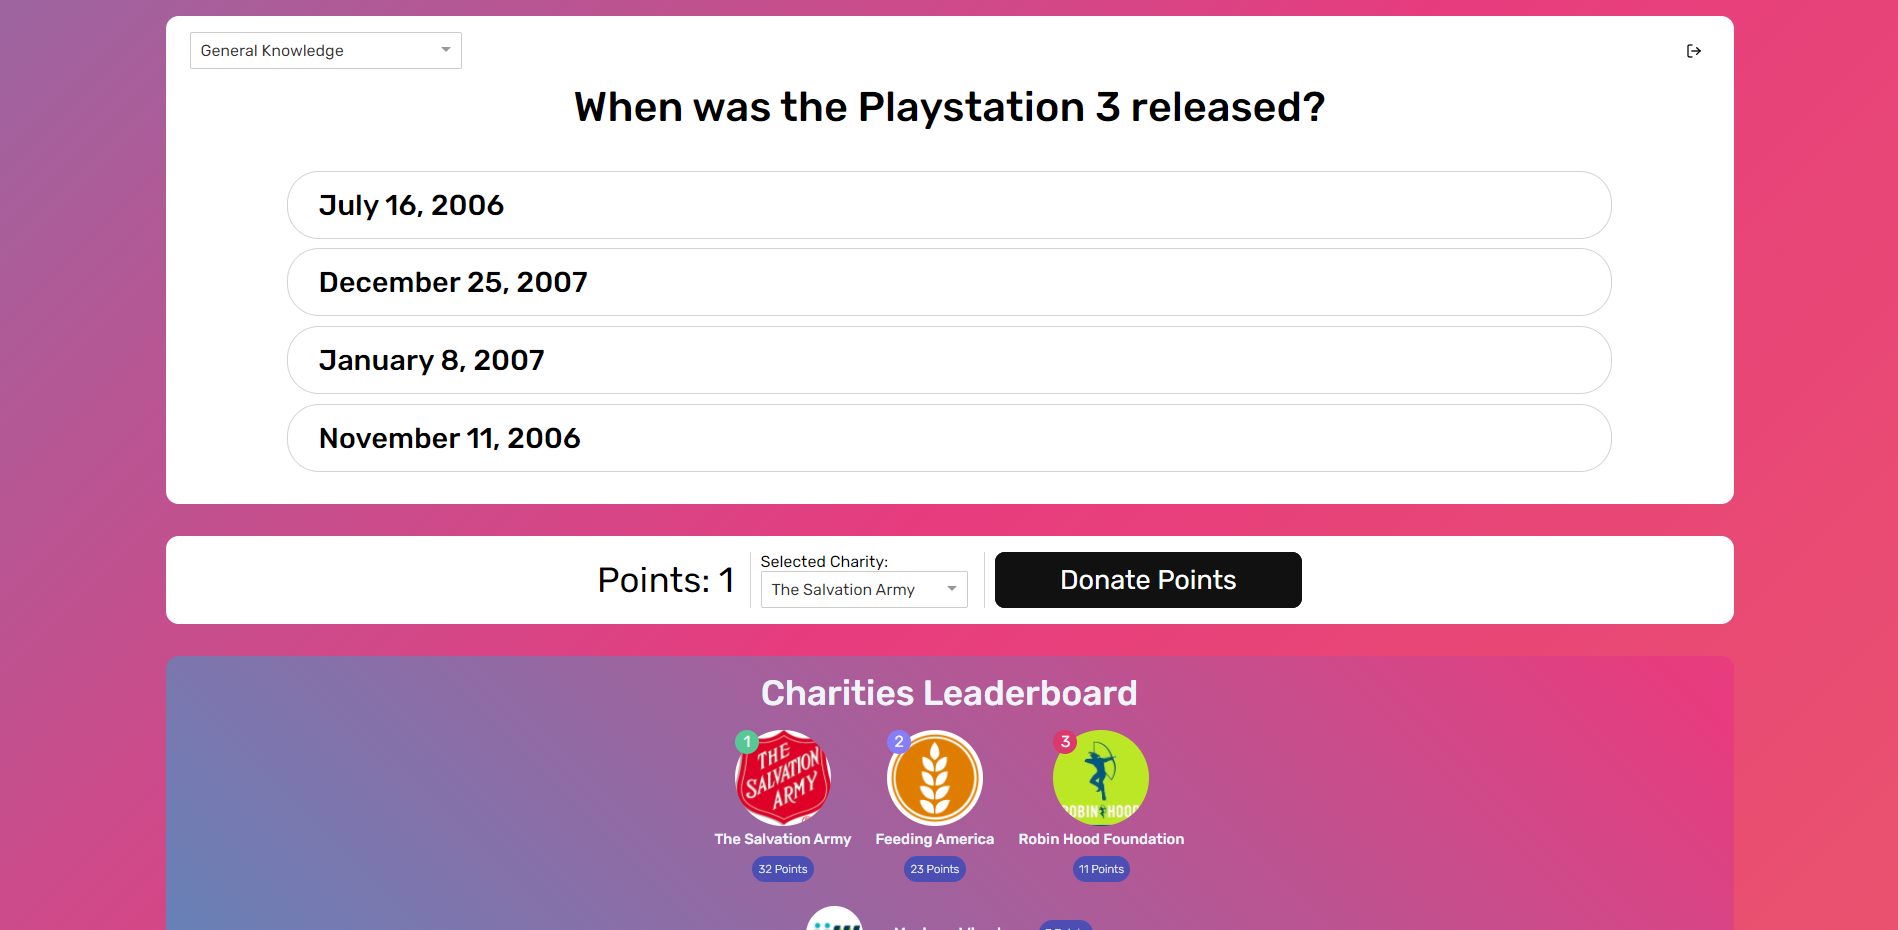 General Knowledge
When was the Playstation 3 released?
July 16, 2006
December 25, 2007
January 8, 2007
November 11, 2006
Points: 1
Selected Charity:
The Salvation Army
Donate Points
Charities Leaderboard
1
THE
SALVATION
ARMY
2
3
ROBIN HOOD
The Salvation Army
Feeding America
Robin Hood Foundation
32 Points
23 Points
11 Points